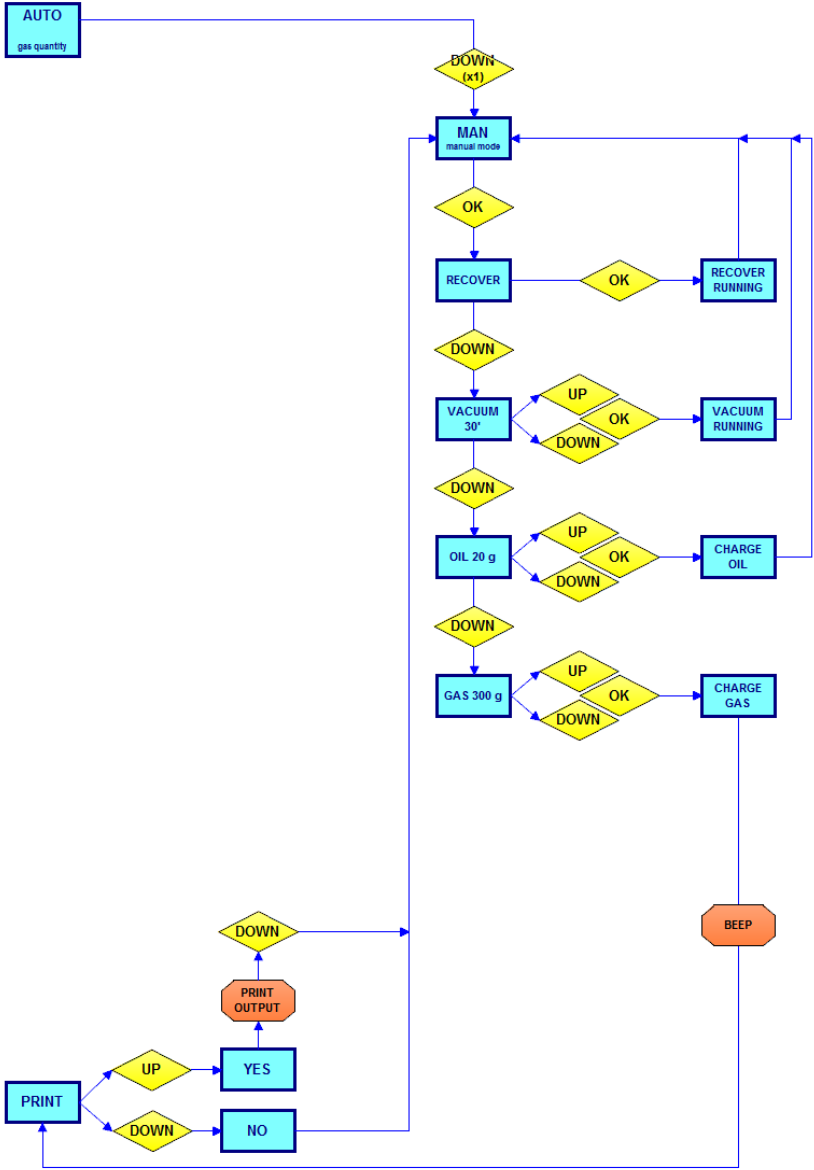 AUTO
gas quantity
DOWN
(x1)
MAN
manual mode
OK
RECOVER
OK
RECOVER
RUNNING
DOWN
VACUUM
30'
UP
OK
DOWN
VACUUM
RUNNING
DOWN
OIL 20 g
UP
OK
DOWN
CHARGE
OIL
DOWN
GAS 300 g
UP
OK
DOWN
CHARGE
GAS
BEEP
DOWN
PRINT
OUTPUT
UP
YES
PRINT
DOWN
NO